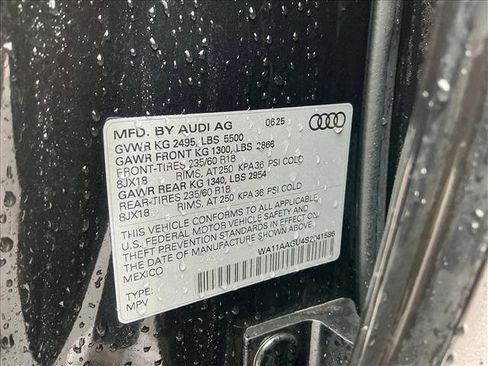 MFD. BY AUDI AG 06 25
GVWR KG 2495, LBS 5500
GAWR FRONT KG 1300, LBS 2866
FRONT-TIRES 235/60 R18
8JX18 RIMS, AT 250 KPA 36 PSI COLD
GAWR REAR KG 1340, LBS 2954
REAR-TIRES 235/60 R18
8JX18 RIMS, AT 250 KPA 36 PSI COLD
THIS VEHICLE CONFORMS TO ALL APPLICABLE
U.S. FEDERAL MOTOR VEHICLE SAFETY AND
THEFT PREVENTION STANDARDS IN EFFECT ON
THE DATE OF MANUFACTURE SHOWN ABOVE.
MEXICO
WA11AAGU4S2041586
TYPE:
MPV